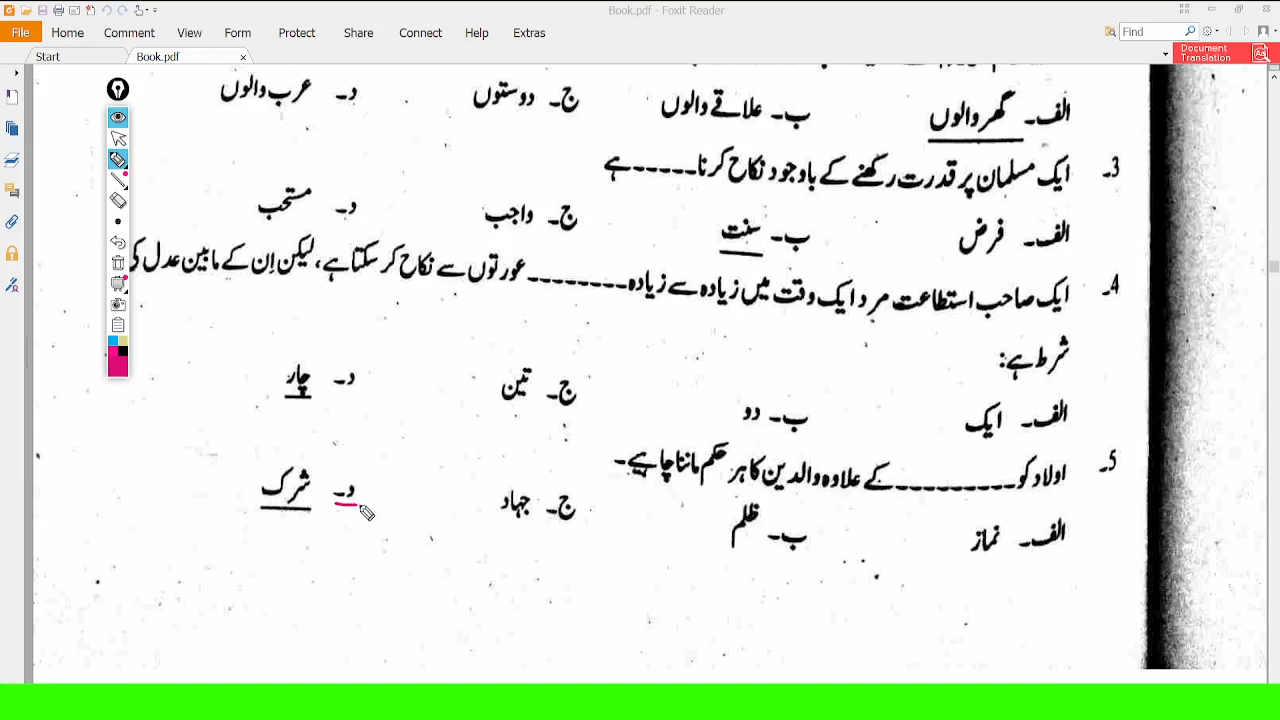 Book.pdf - Foxit Reader
File Home Comment View Form Protect Share Connect Help Extras
Find
Start Book.pdf x
Document Translation
الف۔ گھر والوں ب۔ علاقے والوں ج۔ دوستوں د۔ عرب والوں
3۔ ایک مسلمان پر قدرت رکھنے کے باوجود نکاح کرنا۔۔۔۔۔ ہے
الف۔ فرض ب۔ سنت ج۔ واجب د۔ مستحب
4۔ ایک صاحب استطاعت مرد ایک وقت میں زیادہ سے زیادہ۔۔۔۔۔۔۔۔ عورتوں سے نکاح کر سکتا ہے، لیکن اِن کے مابین عدل کی
شرط ہے:
الف۔ ایک ب۔ دو ج۔ تین د۔ چار
5۔ اولاد کو۔۔۔۔۔۔۔۔۔۔ کے علاوہ والدین کا ہر حکم ماننا چاہیے۔
الف۔ نماز ب۔ ظلم ج۔ جہاد د۔ شرک